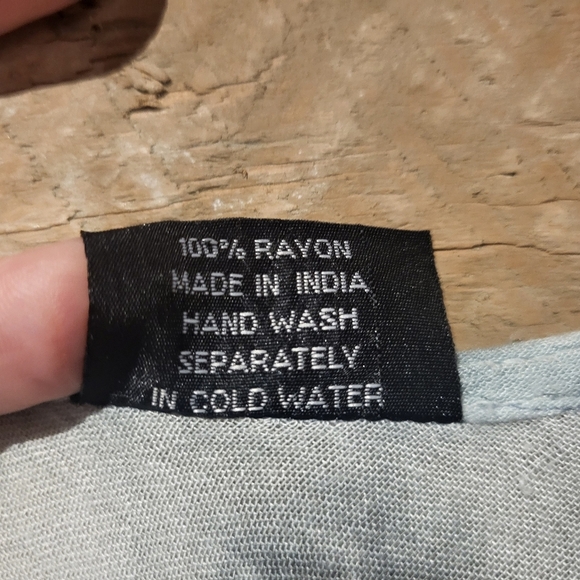 100% RAYON
MADE IN INDIA
HAND WASH
SEPARATELY
IN COLD WATER